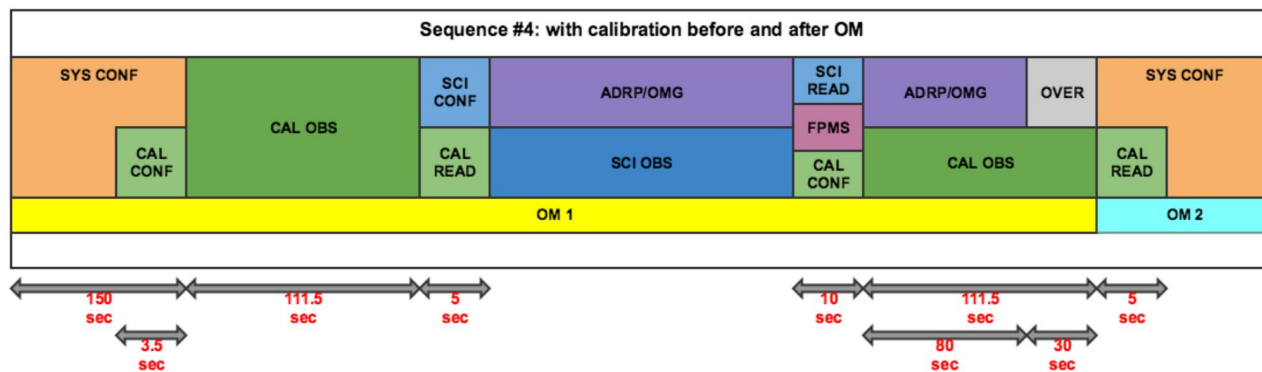 Sequence #4: with calibration before and after OM
SYS CONF
CAL
CONF
CAL OBS
SCI
CONF
CAL
READ
ADRP/OMG
SCI OBS
SCI
READ
FPMS
CAL
CONF
ADRP/OMG
OVER
CAL OBS
SYS CONF
CAL
READ
OM 1
OM 2
150
sec
111.5
sec
5
sec
10
sec
111.5
sec
5
sec
3.5
sec
80
sec
30
sec